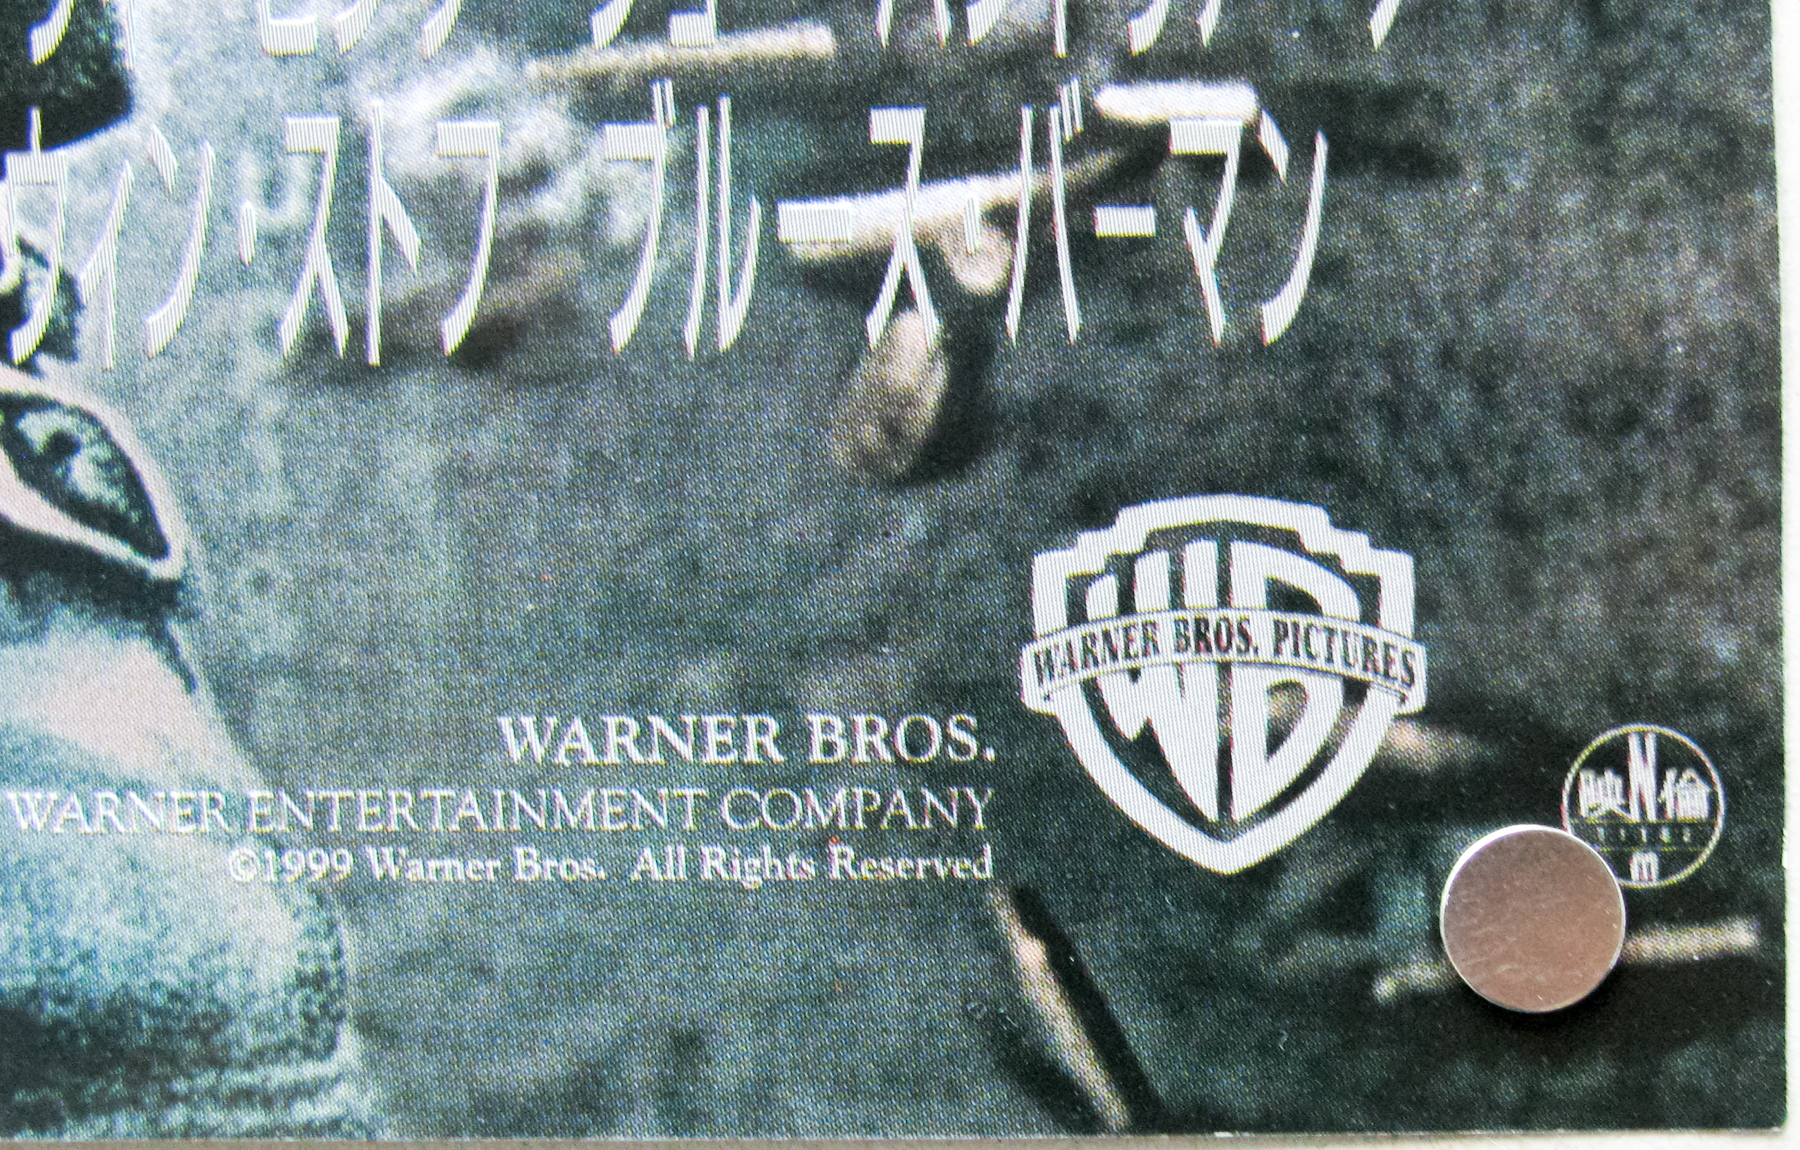 ウィン・ストフ ブルース・バーマン
WARNER BROS. PICTURES
WARNER BROS.
WARNER ENTERTAINMENT COMPANY
©1999 Warner Bros. All Rights Reserved
映N倫